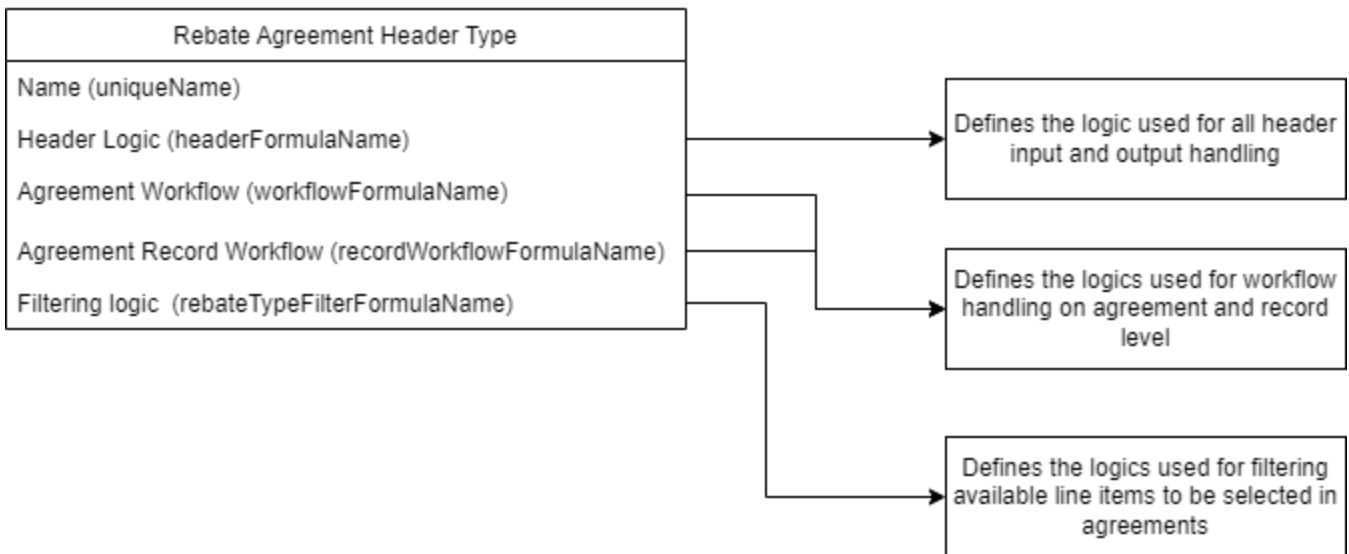 Rebate Agreement Header Type
Name (uniqueName)
Header Logic (headerFormulaName)
Agreement Workflow (workflowFormulaName)
Agreement Record Workflow (recordWorkflowFormulaName)
Filtering logic  (rebateTypeFilterFormulaName)
Defines the logic used for all header
input and output handling
Defines the logics used for workflow
handling on agreement and record
level
Defines the logics used for filtering
available line items to be selected in
agreements